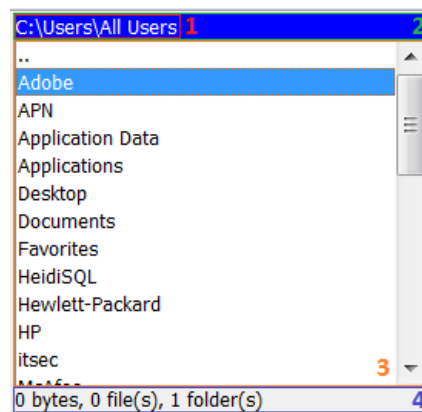 C:\Users\All Users 1 2
..
Adobe
APN
Application Data
Applications
Desktop
Documents
Favorites
HeidiSQL
Hewlett-Packard
HP
itsec 3
McAfee
0 bytes, 0 file(s), 1 folder(s) 4